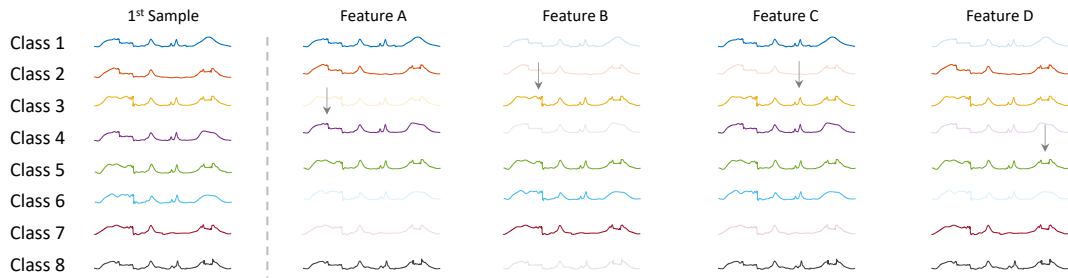 1st Sample Feature A Feature B Feature C Feature D
Class 1
Class 2
Class 3
Class 4
Class 5
Class 6
Class 7
Class 8